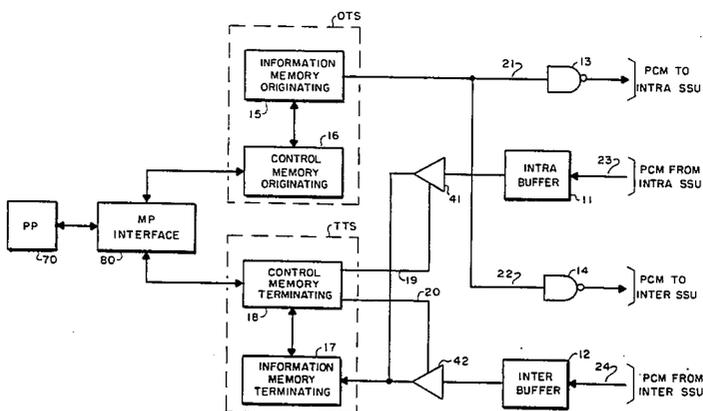 OTS
INFORMATION
MEMORY
ORIGINATING
15
16
CONTROL
MEMORY
ORIGINATING
21
13
PCM TO
INTRA SSU
41
INTRA
BUFFER
11
23
PCM FROM
INTRA SSU
PP
70
MP
INTERFACE
80
TTS
CONTROL
MEMORY
TERMINATING
18
19
20
22
14
PCM TO
INTER SSU
17
INFORMATION
MEMORY
TERMINATING
42
12
INTER
BUFFER
24
PCM FROM
INTER SSU